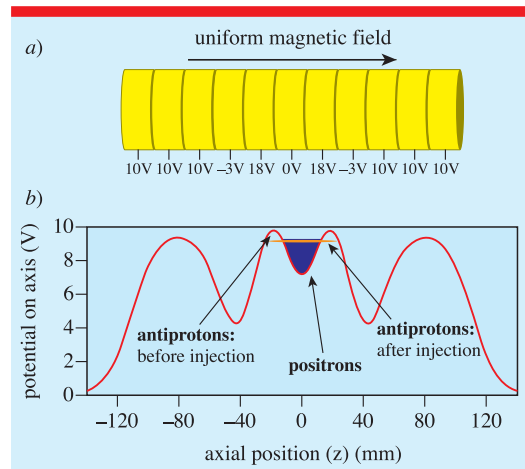 a)
uniform magnetic field
10V 10V 10V –3V 18V 0V 18V –3V 10V 10V 10V
b)
potential on axis (V)
10
8
6
4
2
0
antiprotons:
before injection
positrons
antiprotons:
after injection
–120 –80 –40 0 40 80 120
axial position (z) (mm)